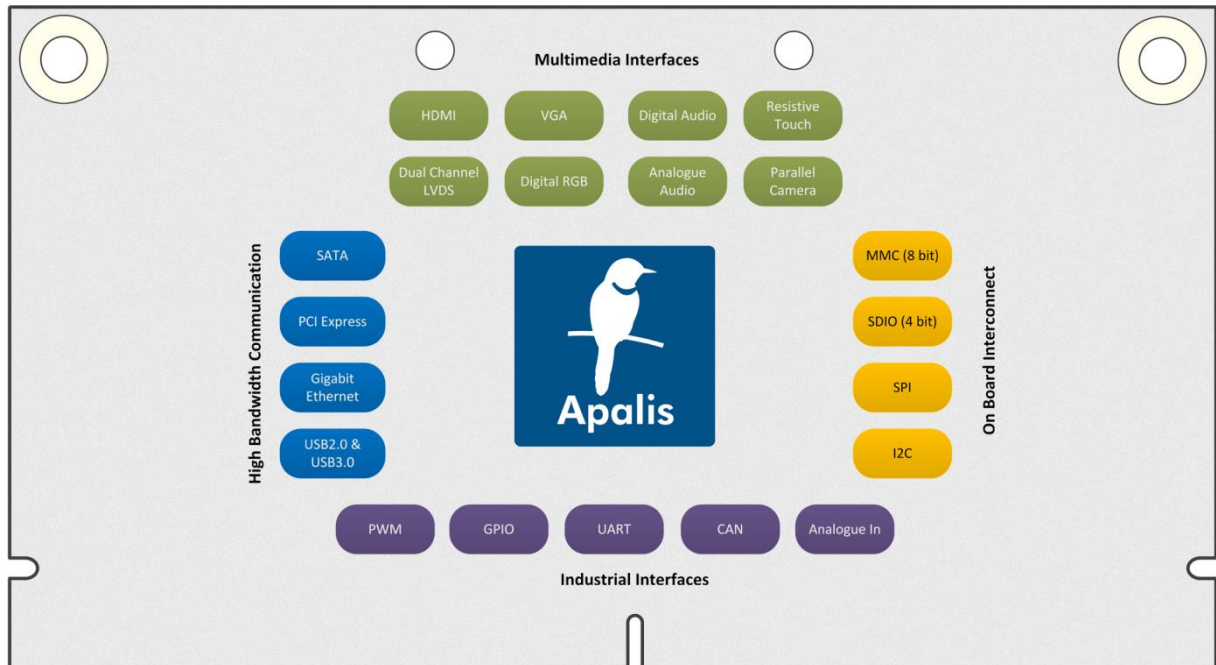 Multimedia Interfaces
HDMI
VGA
Digital Audio
Resistive
Touch
Dual Channel
LVDS
Digital RGB
Analogue
Audio
Parallel
Camera
High Bandwidth Communication
SATA
PCI Express
Gigabit
Ethernet
USB2.0 &
USB3.0
Apalis
MMC (8 bit)
SDIO (4 bit)
SPI
I2C
On Board Interconnect
PWM
GPIO
UART
CAN
Analogue In
Industrial Interfaces